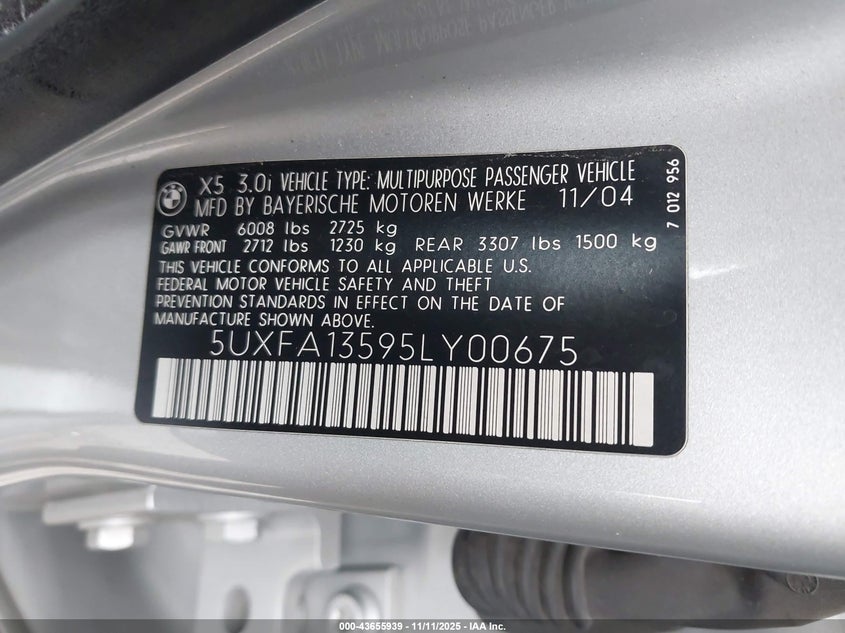 X5 3.0i VEHICLE TYPE: MULTIPURPOSE PASSENGER VEHICLE
MFD BY BAYERISCHE MOTOREN WERKE 11/04
GVWR 6008 lbs 2725 kg
GAWR FRONT 2712 lbs 1230 kg REAR 3307 lbs 1500 kg
THIS VEHICLE CONFORMS TO ALL APPLICABLE U.S.
FEDERAL MOTOR VEHICLE SAFETY AND THEFT
PREVENTION STANDARDS IN EFFECT ON THE DATE OF
MANUFACTURE SHOWN ABOVE.
5UXFA13595LY00675
7 012 956
000-43655939 - 11/11/2025 - IAA Inc.